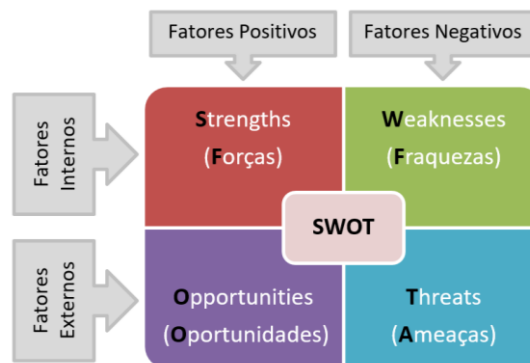 Fatores Positivos
Fatores Negativos
Fatores
Internos
Strengths
(Forças)
Weaknesses
(Fraquezas)
SWOT
Fatores
Externos
Opportunities
(Oportunidades)
Threats
(Ameaças)